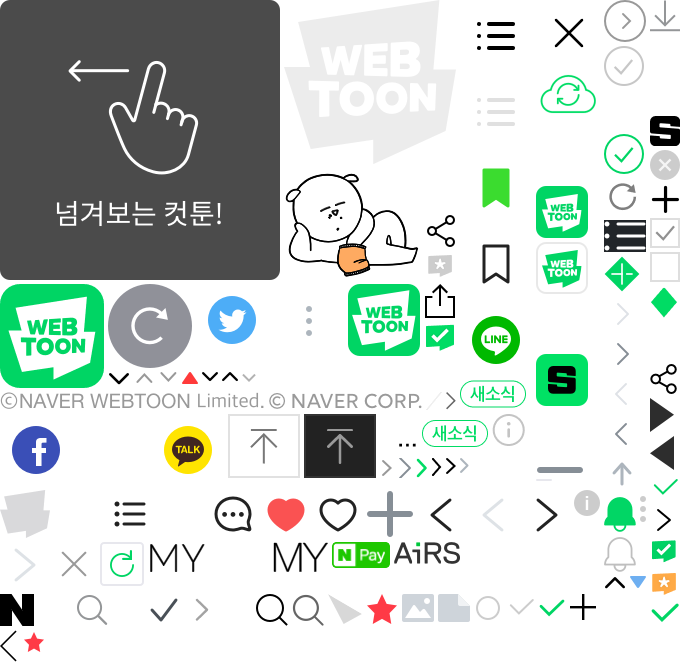 WEB
TOON
넘겨보는 컷툰!
WEB
TOON
WEB
TOON
WEB
TOON
WEB
TOON
LINE
S
S
ⓒNAVER WEBTOON Limited. ⓒ NAVER CORP.
새소식
f
TALK
...
새소식
i
i
MY
MY
N Pay
AiRS
N